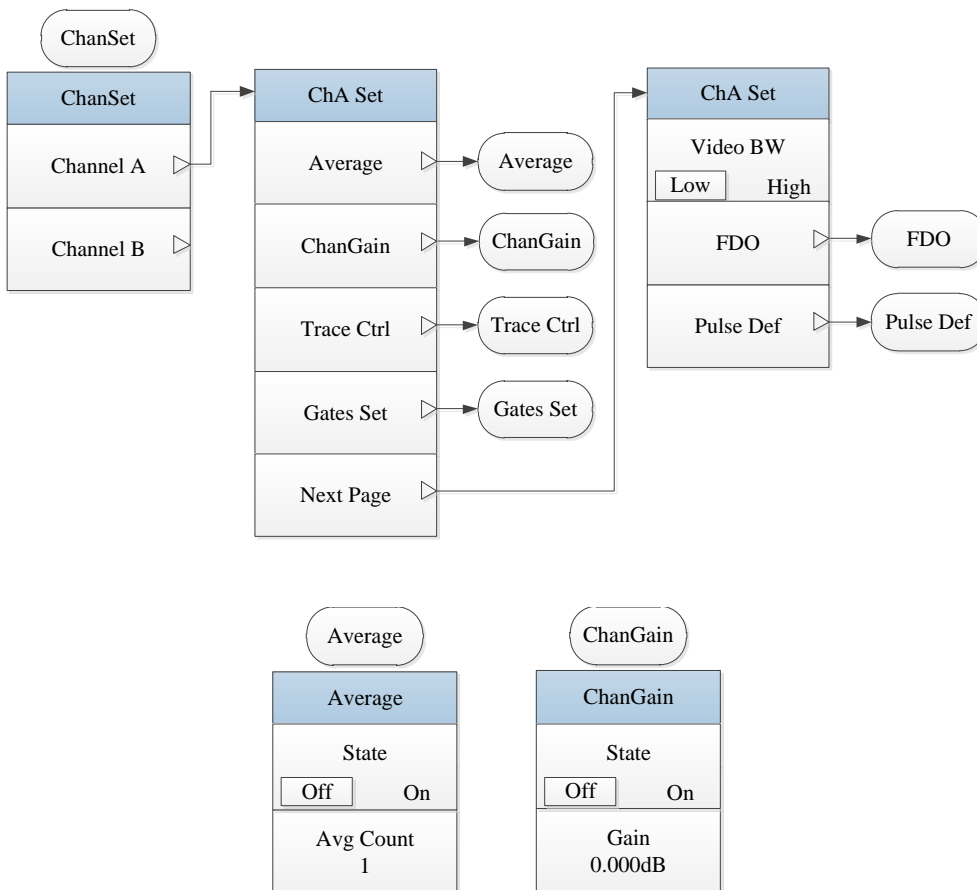 ChanSet
ChanSet
Channel A
Channel B
ChA Set
Average
ChanGain
Trace Ctrl
Gates Set
Next Page
Average
ChanGain
Trace Ctrl
Gates Set
ChA Set
Video BW
Low High
FDO
Pulse Def
FDO
Pulse Def
Average
Average
State
Off On
Avg Count
1
ChanGain
ChanGain
State
Off On
Gain
0.000dB